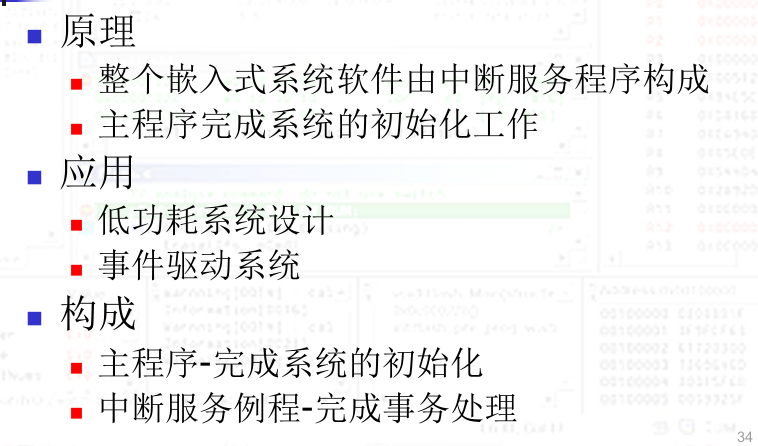 原理
整个嵌入式系统软件由中断服务程序构成
主程序完成系统的初始化工作
应用
低功耗系统设计
事件驱动系统
构成
主程序-完成系统的初始化
中断服务例程-完成事务处理
34